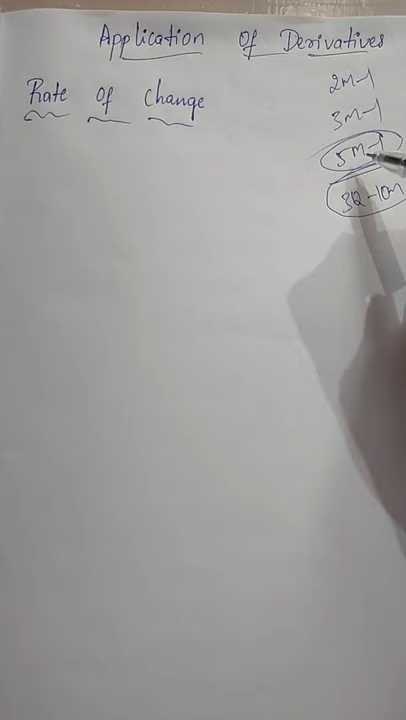 Application Of Derivatives
Rate of Change
2M-1
3M-1
5M-1
3Q-10M